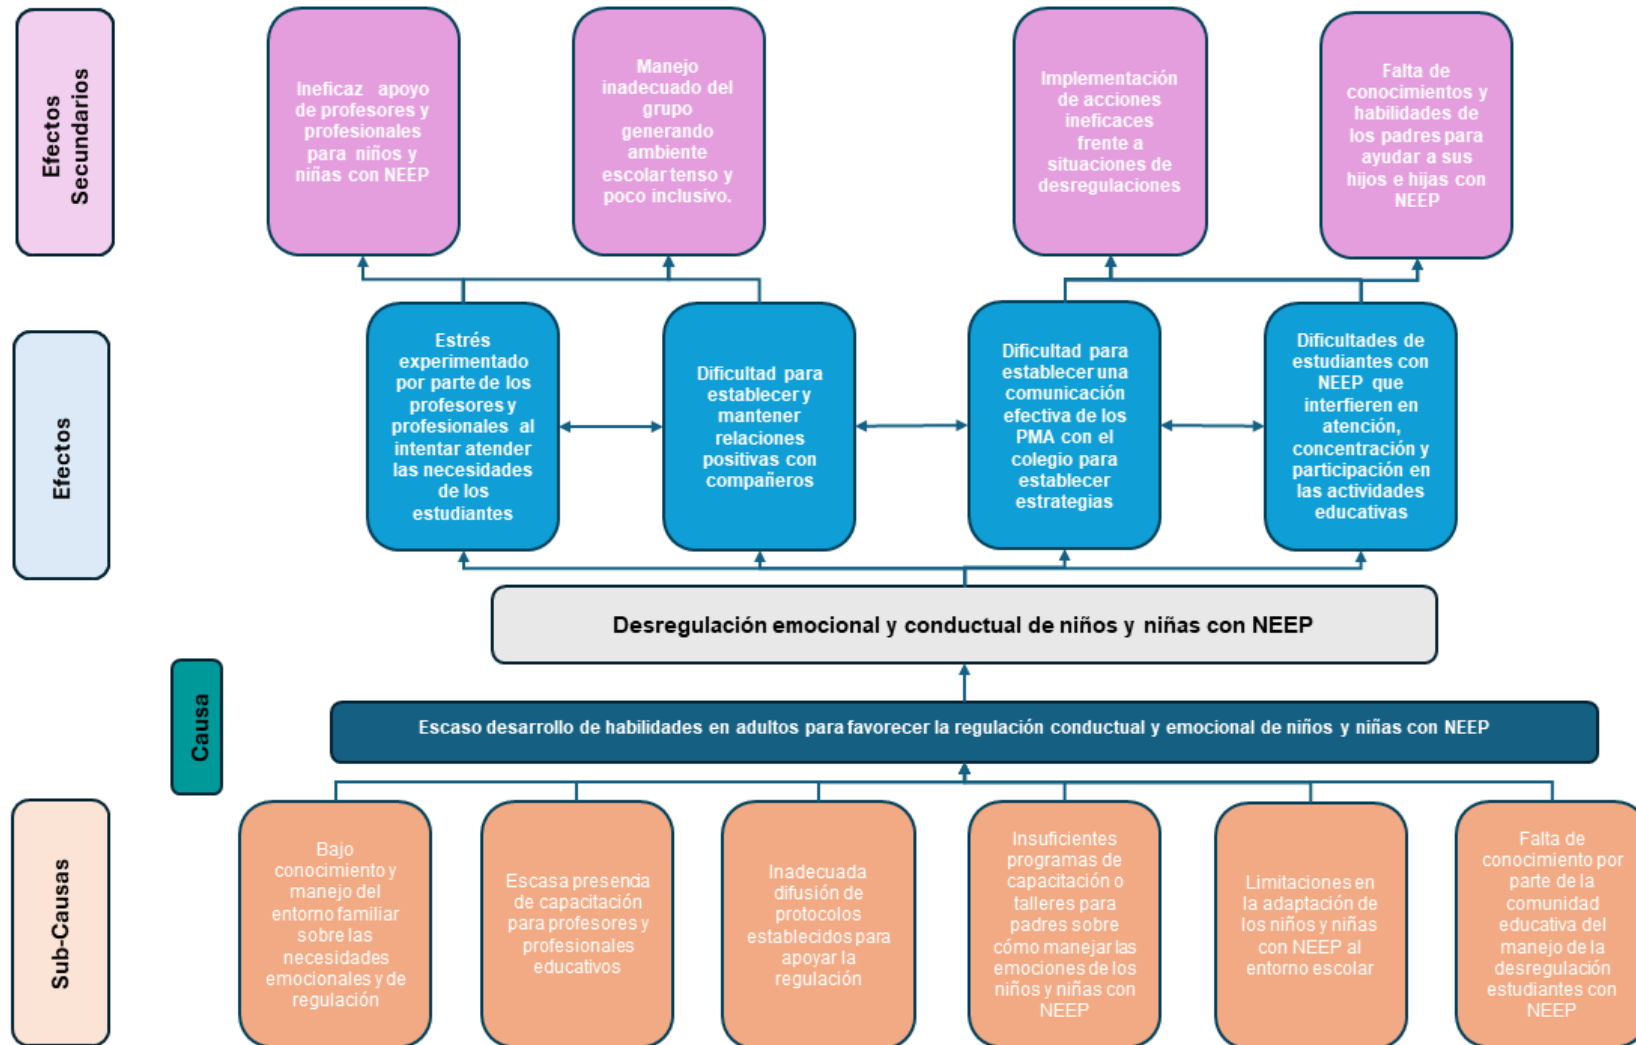 Efectos
Secundarios
Ineficaz apoyo
de profesores y
profesionales
para niños y
niñas con NEEP
Manejo
inadecuado del
grupo
generando
ambiente
escolar tenso y
poco inclusivo.
Implementación
de acciones
ineficaces
frente a
situaciones de
desregulaciones
Falta de
conocimientos y
habilidades de
los padres para
ayudar a sus
hijos e hijas con
NEEP
Efectos
Estrés
experimentado
por parte de los
profesores y
profesionales al
intentar atender
las necesidades
de los
estudiantes
Dificultad para
establecer y
mantener
relaciones
positivas con
compañeros
Dificultad para
establecer una
comunicación
efectiva de los
PMA con el
colegio para
establecer
estrategias
Dificultades de
estudiantes con
NEEP que
interfieren en
atención,
concentración y
participación en
las actividades
educativas
Desregulación emocional y conductual de niños y niñas con NEEP
Causa
Escaso desarrollo de habilidades en adultos para favorecer la regulación conductual y emocional de niños y niñas con NEEP
Sub-Causas
Bajo
conocimiento y
manejo del
entorno familiar
sobre las
necesidades
emocionales y de
regulación
Escasa presencia
de capacitación
para profesores y
profesionales
educativos
Inadecuada
difusión de
protocolos
establecidos para
apoyar la
regulación
Insuficientes
programas de
capacitación o
talleres para
padres sobre
cómo manejar las
emociones de los
niños y niñas con
NEEP
Limitaciones en
la adaptación de
los niños y niñas
con NEEP al
entorno escolar
Falta de
conocimiento por
parte de la
comunidad
educativa del
manejo de la
desregulación
estudiantes con
NEEP